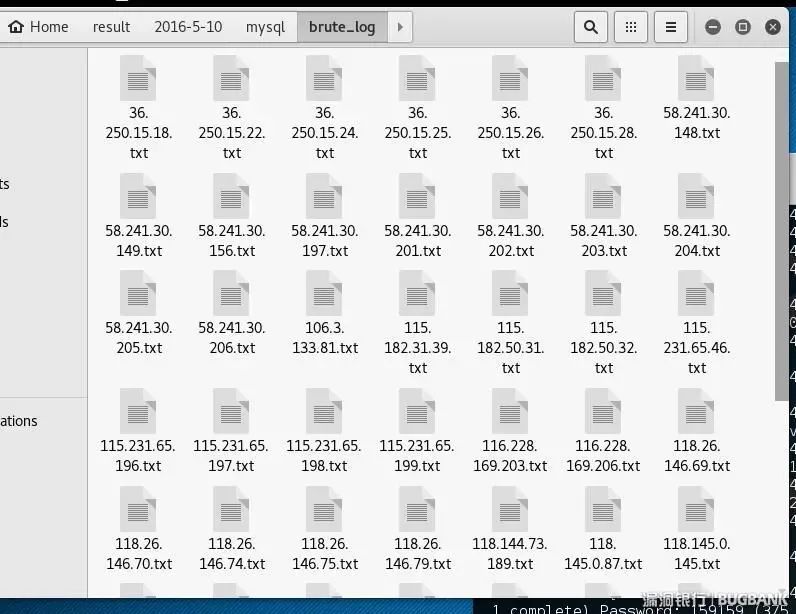 Home result 2016-5-10 mysql brute_log
36. 36. 36. 36. 36. 36. 58.241.30.
250.15.18. 250.15.22. 250.15.24. 250.15.25. 250.15.26. 250.15.28. 148.txt
txt txt txt txt txt txt
ts
58.241.30. 58.241.30. 58.241.30. 58.241.30. 58.241.30. 58.241.30. 58.241.30.
149.txt 156.txt 197.txt 201.txt 202.txt 203.txt 204.txt
ls
58.241.30. 58.241.30. 106.3. 115. 115. 115. 115.
205.txt 206.txt 133.81.txt 182.31.39. 182.50.31. 182.50.32. 231.65.46.
txt txt txt txt
ations
115.231.65. 115.231.65. 115.231.65. 115.231.65. 116.228. 116.228. 118.26.
196.txt 197.txt 198.txt 199.txt 169.203.txt 169.206.txt 146.69.txt
118.26. 118.26. 118.26. 118.26. 118.144.73. 118. 118.145.0.
146.70.txt 146.74.txt 146.75.txt 146.79.txt 189.txt 145.0.87.txt 145.txt
漏洞银行 | BUGBANK
1 complete) Password: 159159 (375